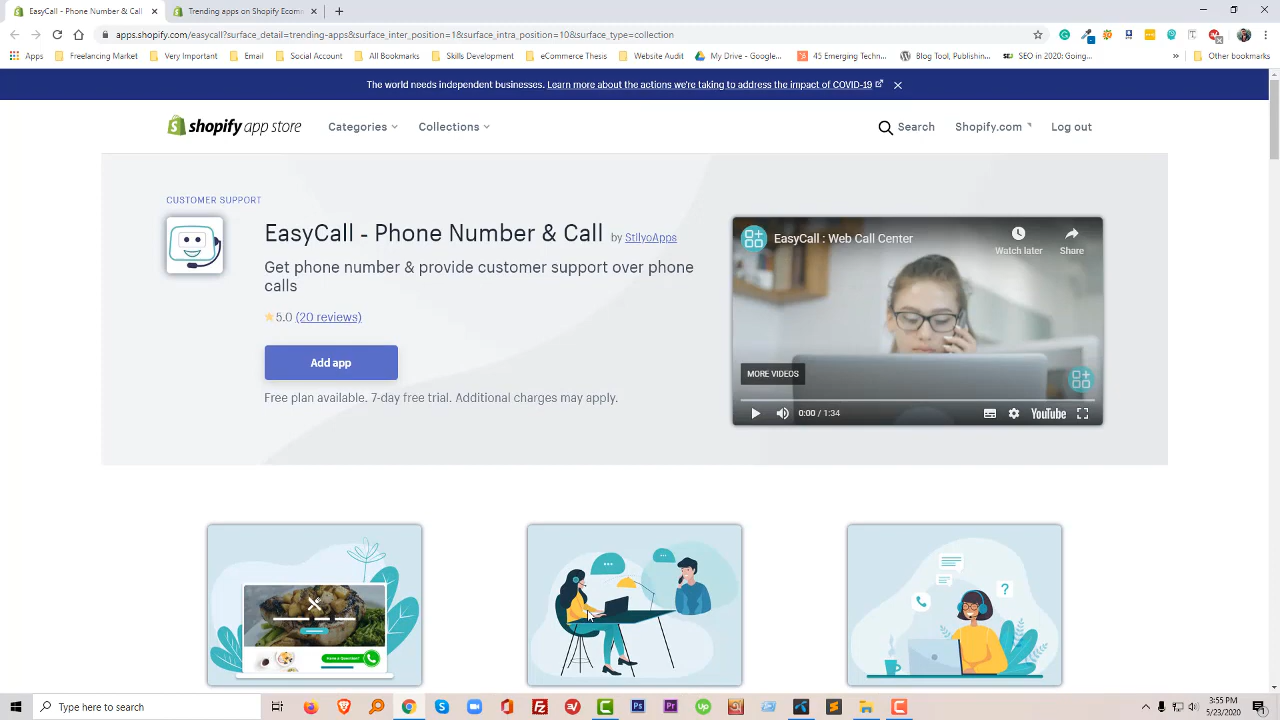 EasyCall - Phone Number & Call
Trending apps on Shopify Ecom
apps.shopify.com/easycall?surface_detail=trending-apps&surface_inter_position=1&surface_intra_position=10&surface_type=collection
Apps
Bookmarks
Freelancing
Very Important
Education
Social Account
All Bookmarks
Skills Development
eCommerce Thesis
Website Audit
My Drive - Google...
45 Emerging Techn...
Blog Tool, Publishin...
SEO in 2020: Going...
Other bookmarks
The world needs independent businesses. Learn more about the actions we're taking to address the impact of COVID-19
shopify app store
Categories
Collections
Search
Shopify.com
Log out
CUSTOMER SUPPORT
EasyCall - Phone Number & Call by StilyoApps
Get phone number & provide customer support over phone
calls
5.0 (20 reviews)
Add app
Free plan available. 7-day free trial. Additional charges may apply.
EasyCall : Web Call Center
Watch later
Share
MORE VIDEOS
0:00 / 1:34
YouTube
Have a Question?
?
Type here to search
3:55 PM
5/23/2020